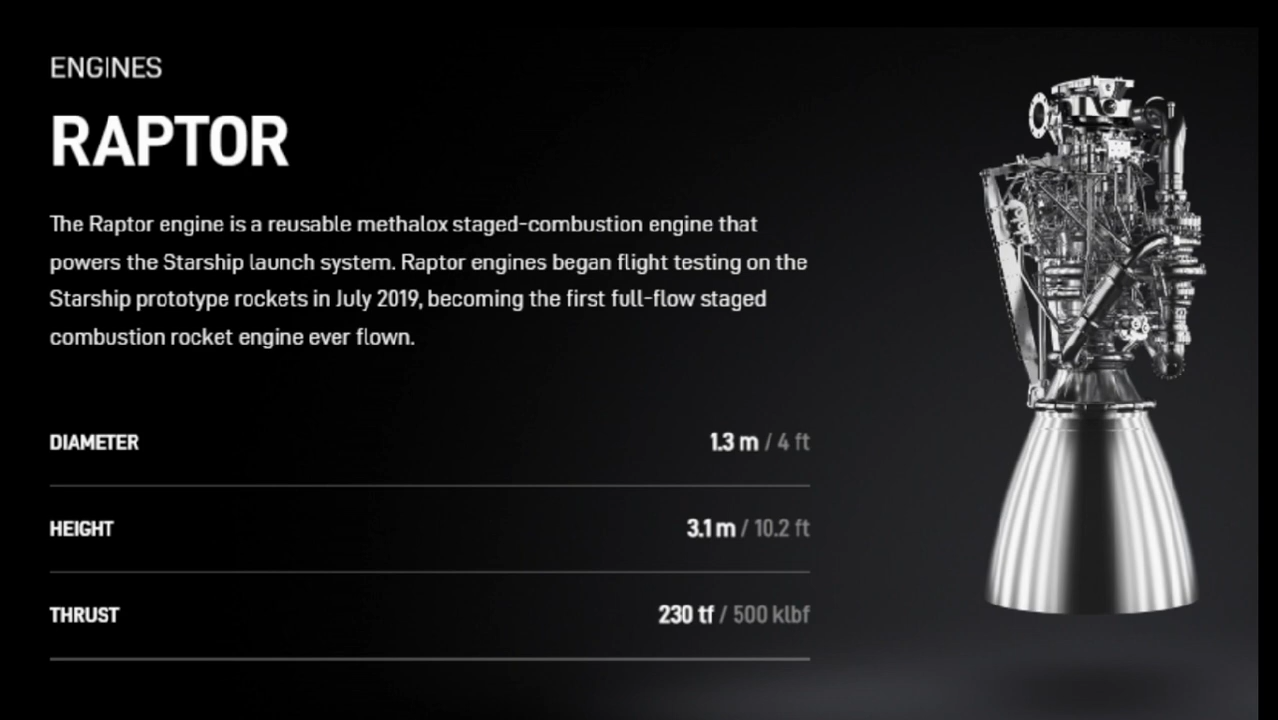 ENGINES
RAPTOR
The Raptor engine is a reusable methalox staged-combustion engine that
powers the Starship launch system. Raptor engines began flight testing on the
Starship prototype rockets in July 2019, becoming the first full-flow staged
combustion rocket engine ever flown.
DIAMETER 1.3 m / 4 ft
HEIGHT 3.1 m / 10.2 ft
THRUST 230 tf / 500 klbf